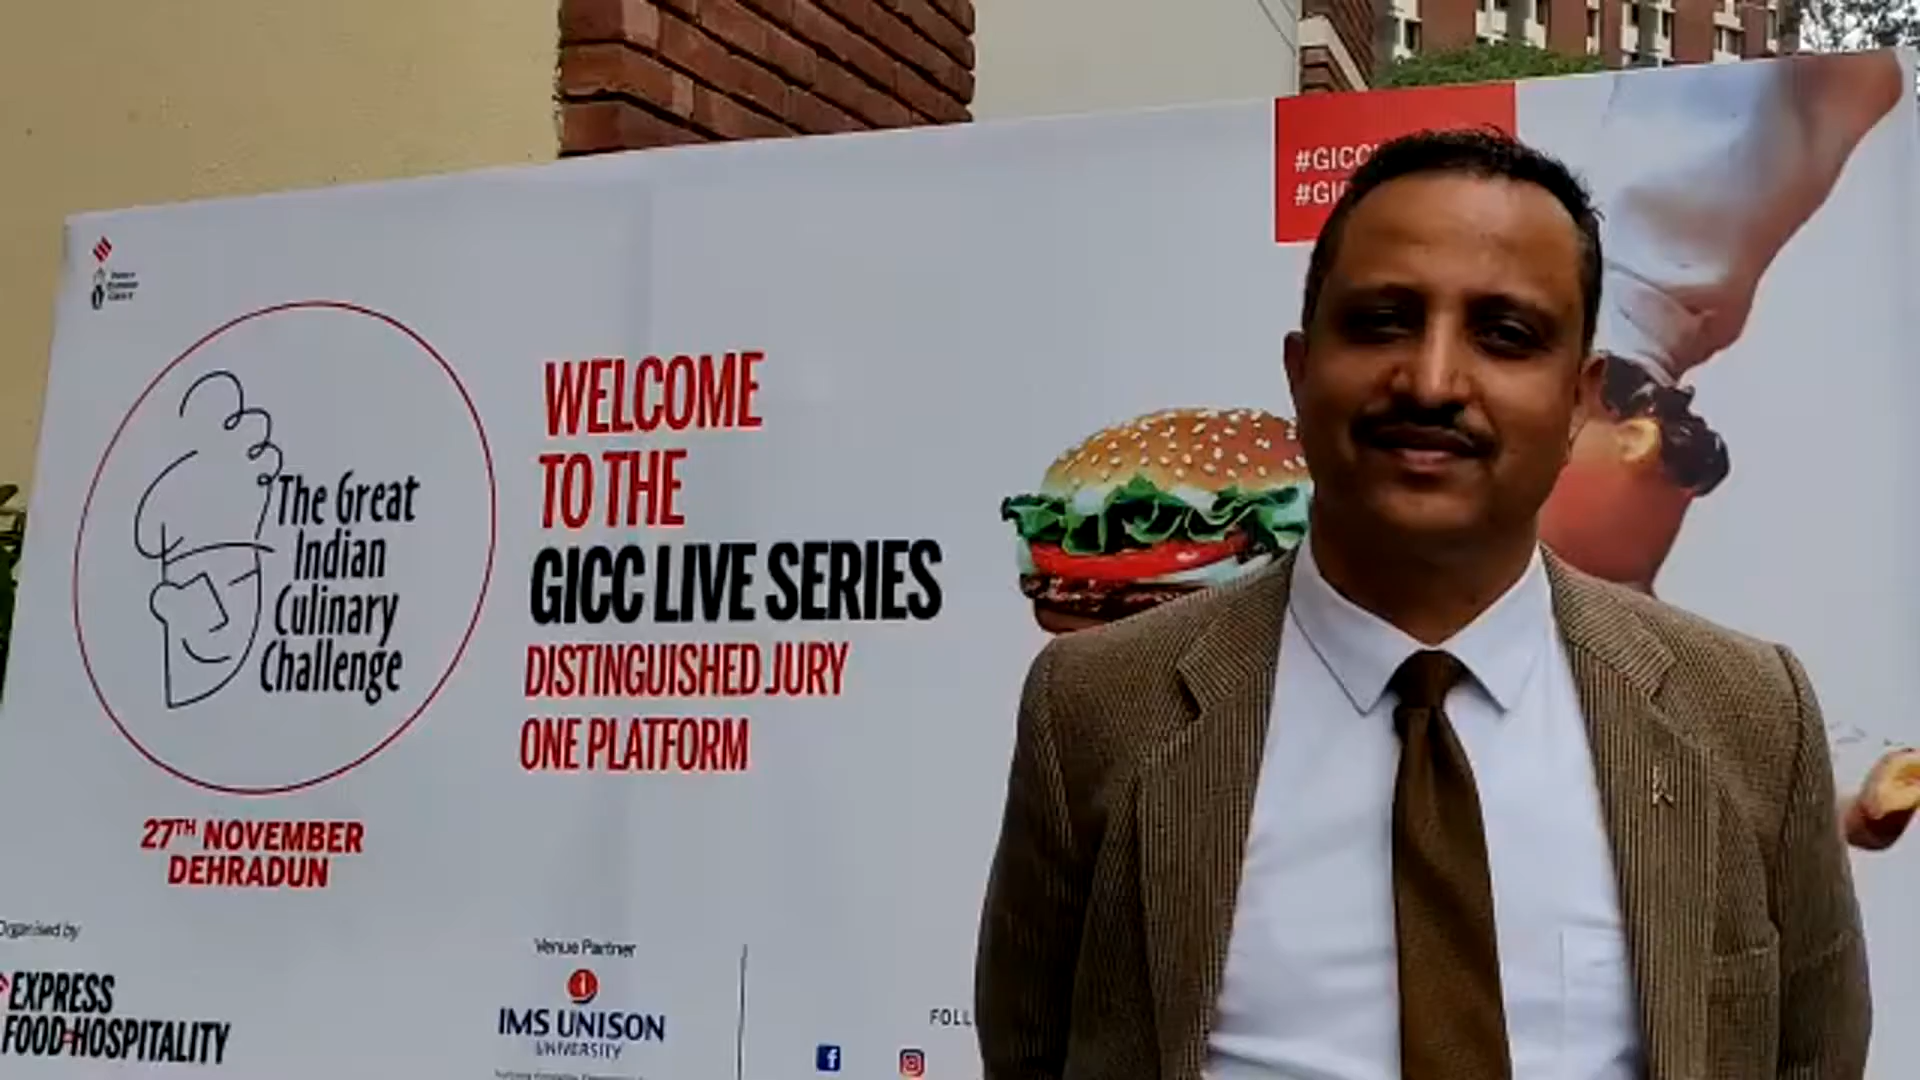 #GICC
#GIC
The Great
Indian
Culinary
Challenge
WELCOME
TO THE
GICC LIVE SERIES
DISTINGUISHED JURY
ONE PLATFORM
27TH NOVEMBER
DEHRADUN
Organised by
EXPRESS
FOOD HOSPITALITY
Venue Partner
IMS UNISON
UNIVERSITY
FOLL